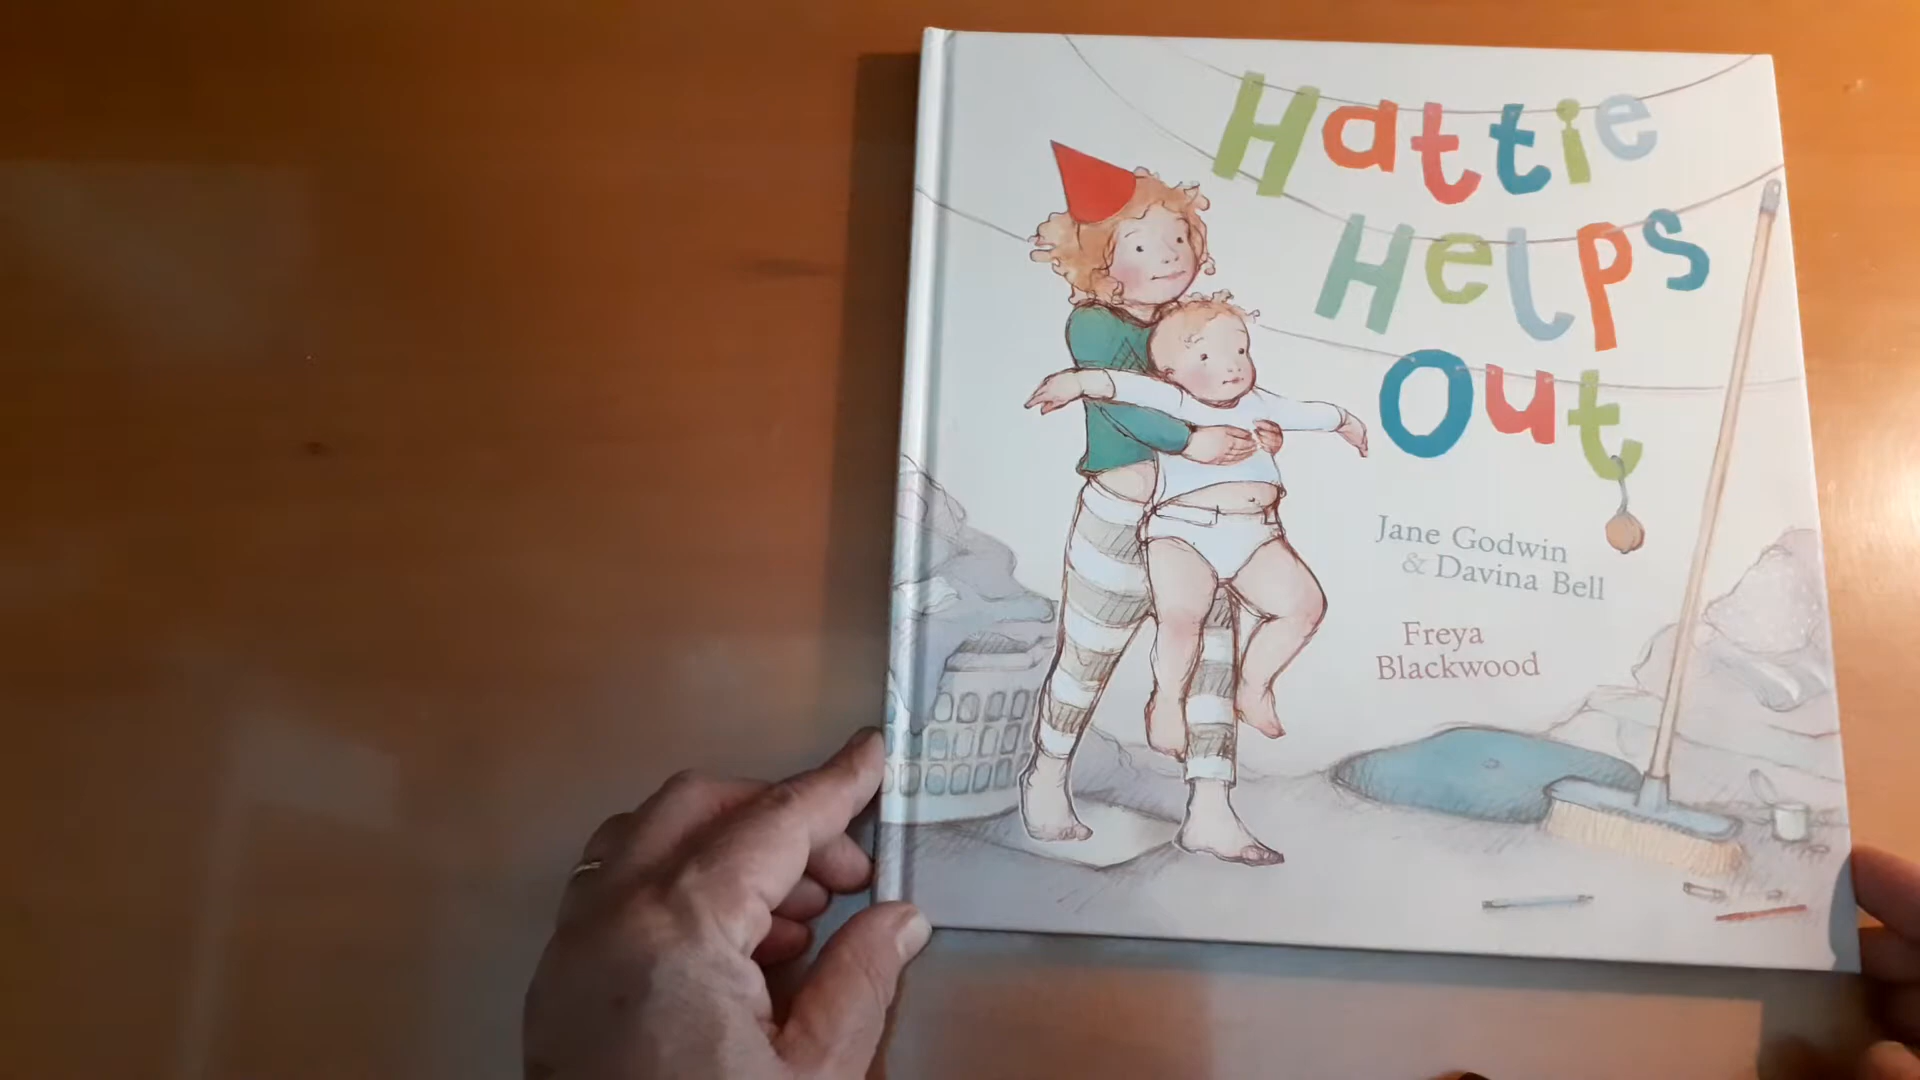 Hattie
Helps
Out
Jane Godwin
& Davina Bell
Freya
Blackwood